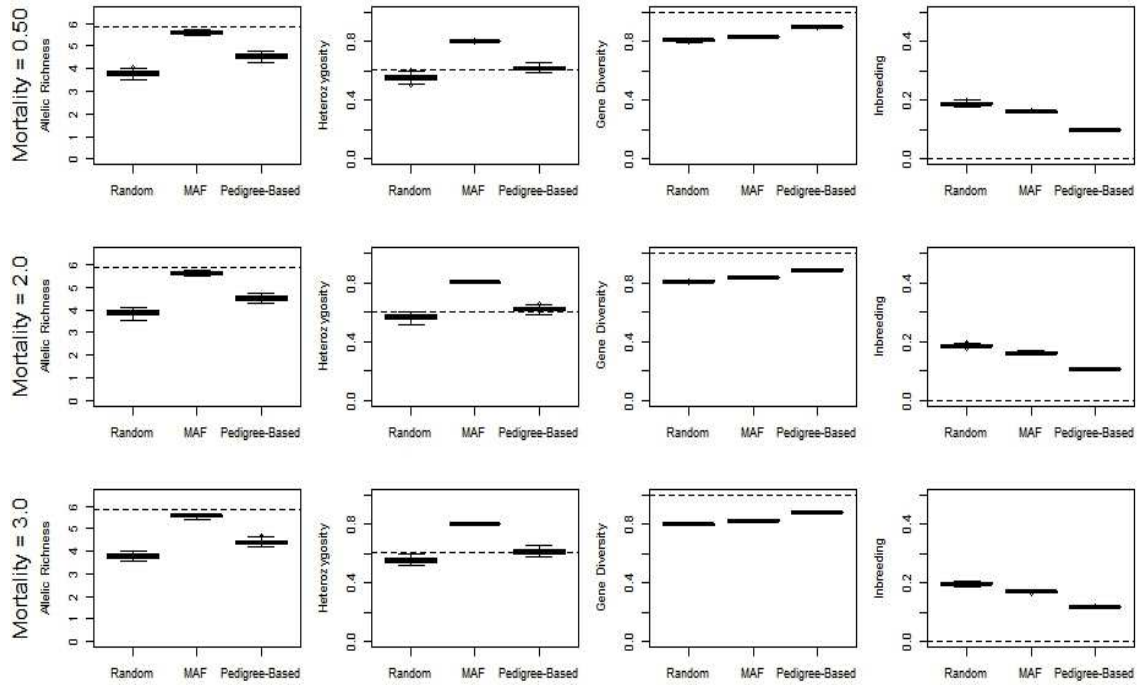 Mortality = 0.50
Allelic Richness
6
5
4
3
2
1
0
Random MAF Pedigree-Based
Heterozygosity
0.8
0.4
0.0
Random MAF Pedigree-Based
Gene Diversity
0.8
0.4
0.0
Random MAF Pedigree-Based
Inbreeding
0.4
0.2
0.0
Random MAF Pedigree-Based
Mortality = 2.0
Allelic Richness
6
5
4
3
2
1
0
Random MAF Pedigree-Based
Heterozygosity
0.8
0.4
0.0
Random MAF Pedigree-Based
Gene Diversity
0.8
0.4
0.0
Random MAF Pedigree-Based
Inbreeding
0.4
0.2
0.0
Random MAF Pedigree-Based
Mortality = 3.0
Allelic Richness
6
5
4
3
2
1
0
Random MAF Pedigree-Based
Heterozygosity
0.8
0.4
0.0
Random MAF Pedigree-Based
Gene Diversity
0.8
0.4
0.0
Random MAF Pedigree-Based
Inbreeding
0.4
0.2
0.0
Random MAF Pedigree-Based